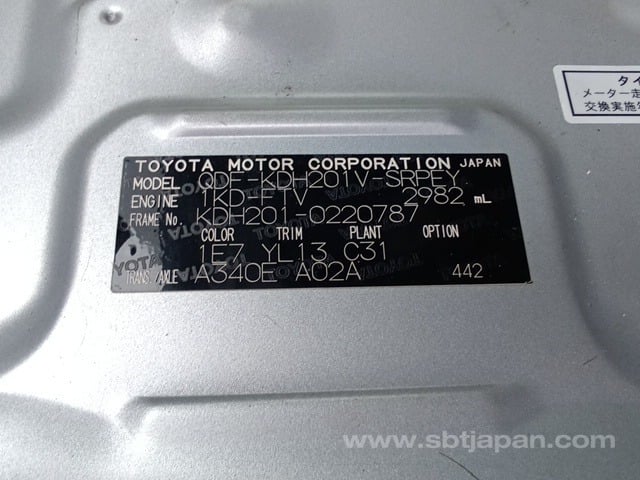 TOYOTA MOTOR CORPORATION JAPAN
MODEL QDF-KDH201V-SRPEY
ENGINE 1KD-FTV 2982 mL
FRAME No. KDH201-0220787
COLOR TRIM PLANT OPTION
1E7 YL13 C31
TRANS./AXLE A340E A02A 442
タイ
メーター走
交換実施
www.sbtjapan.com